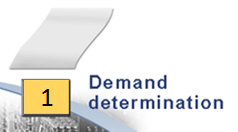 1
Demand
determination